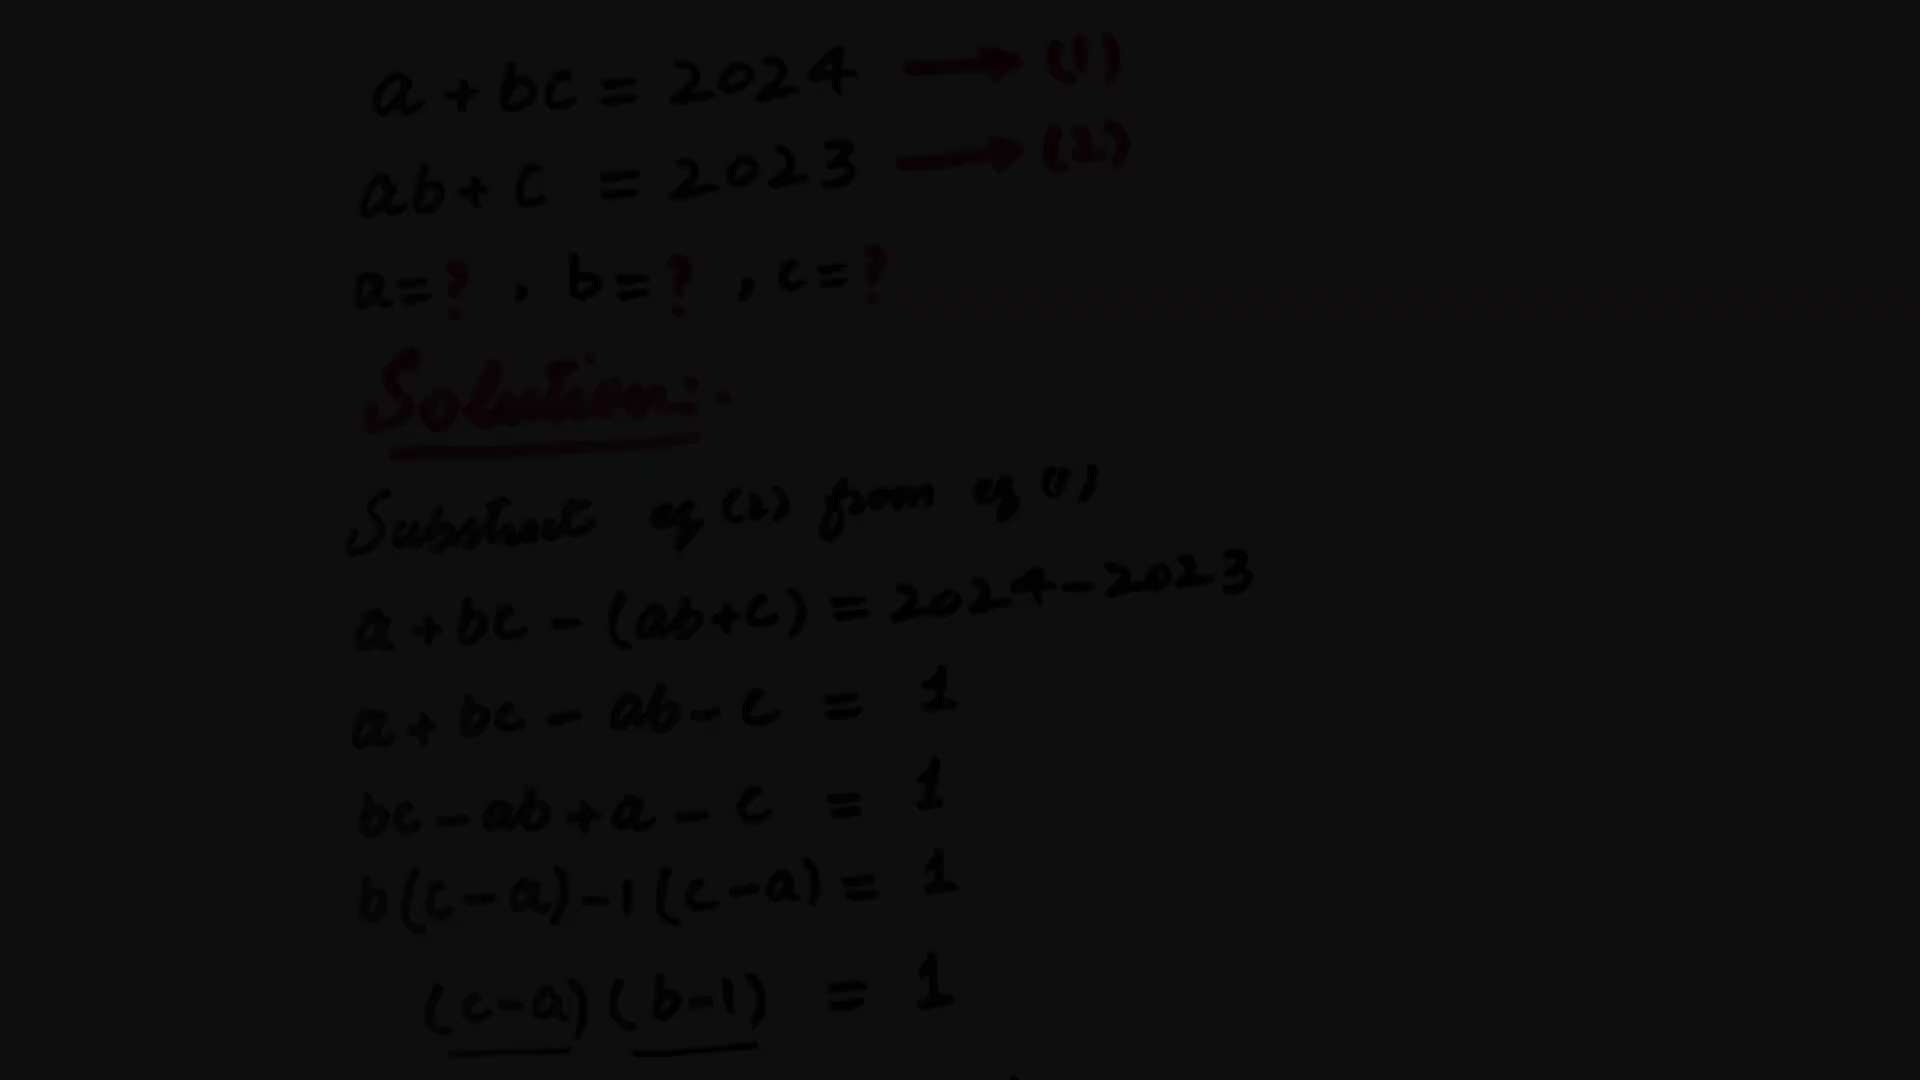 a + bc = 2024 → (1)
ab + c = 2023 → (2)
a = ? , b = ? , c = ?
Solution:.
Substract eq (2) from eq (1)
a + bc - (ab+c) = 2024-2023
a + bc - ab - c = 1
bc - ab + a - c = 1
b(c-a) -1 (c-a) = 1
(c-a) (b-1) = 1